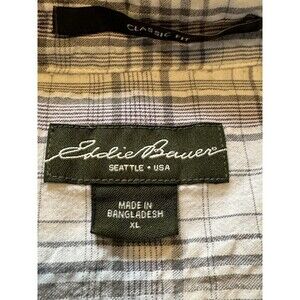 CLASSIC FIT
Eddie Bauer
SEATTLE • USA
MADE IN
BANGLADESH
XL